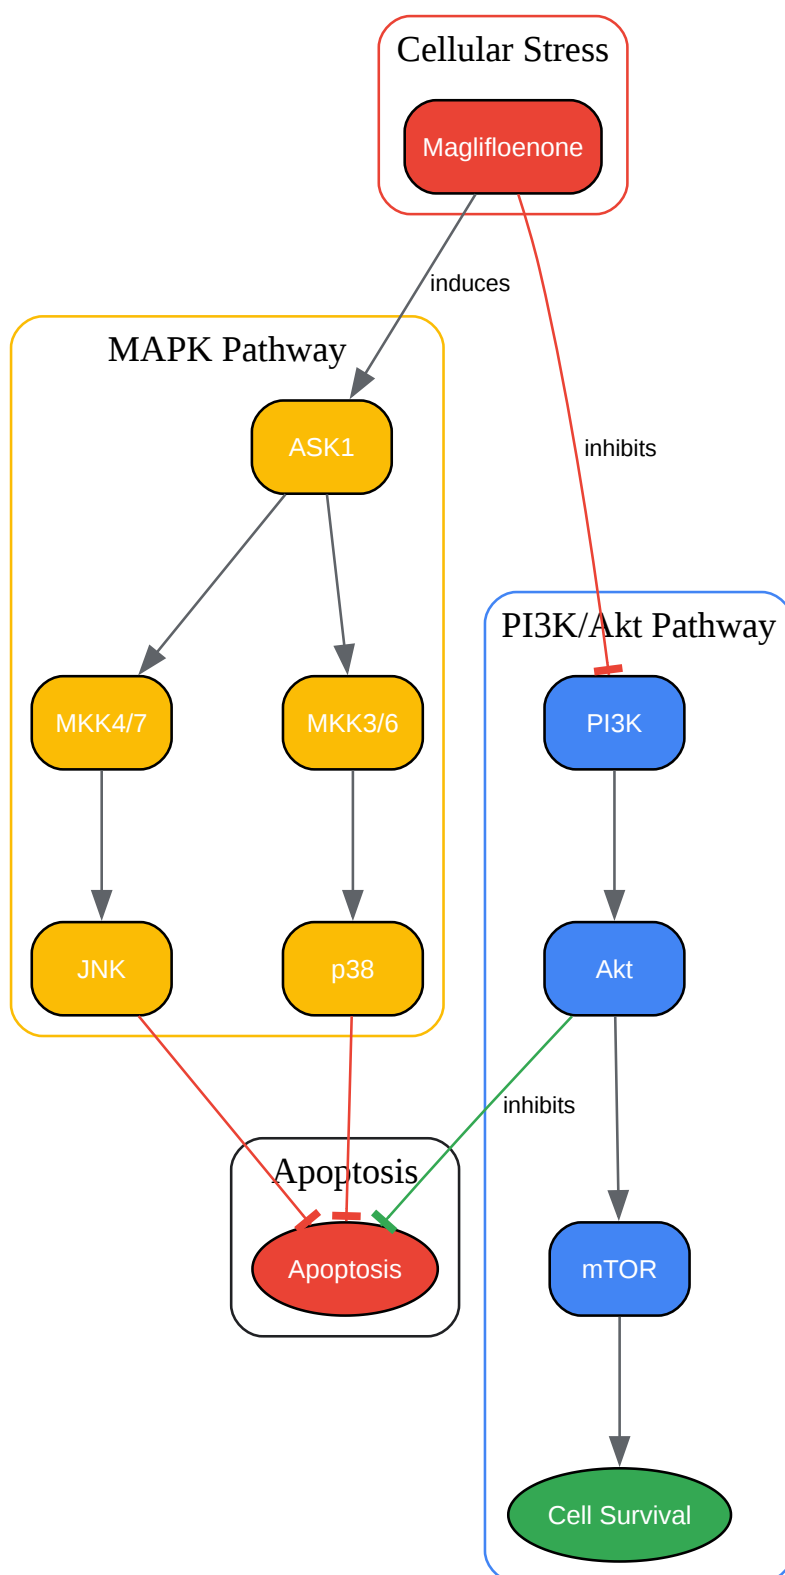 Cellular Stress
Maglifloenone
induces
MAPK Pathway
ASK1
inhibits
PI3K/Akt Pathway
MKK4/7
MKK3/6
PI3K
JNK
p38
Akt
inhibits
Apoptosis
Apoptosis
mTOR
Cell Survival